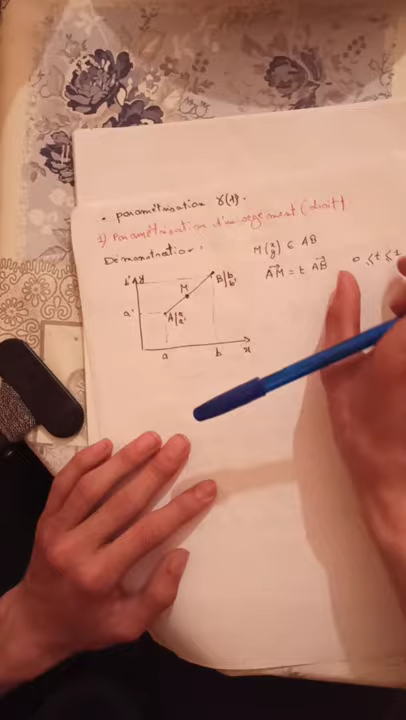 • paramétrisation γ(t).
1) Paramétrisation d'un segment (droit)
Démonstration :
M(x y) ∈ AB
AM = t AB 0 ≤ t ≤ 1
b' y
M B|b b'
a' A|a a'
a b x